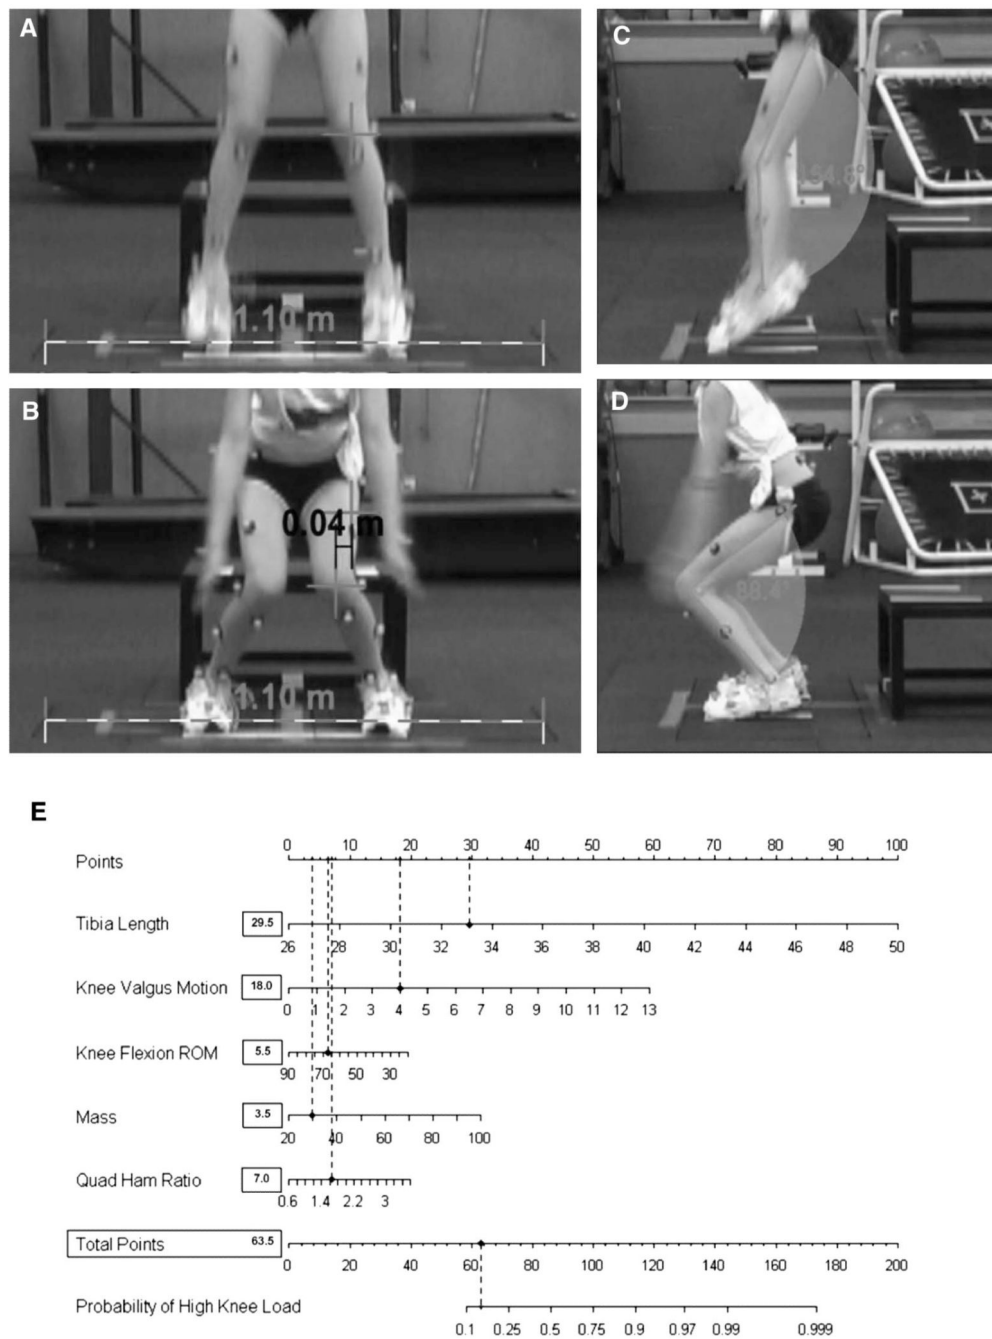 A
1.10 m
B
0.04 m
1.10 m
C
D
88.4°
E
Points
0 10 20 30 40 50 60 70 80 90 100
Tibia Length 29.5
26 28 30 32 34 36 38 40 42 44 46 48 50
Knee Valgus Motion 18.0
0 1 2 3 4 5 6 7 8 9 10 11 12 13
Knee Flexion ROM 5.5
90 70 50 30
Mass 3.5
20 40 60 80 100
Quad Ham Ratio 7.0
0.6 1.4 2.2 3
Total Points 63.5
0 20 40 60 80 100 120 140 160 180 200
Probability of High Knee Load
0.1 0.25 0.5 0.75 0.9 0.97 0.99 0.999